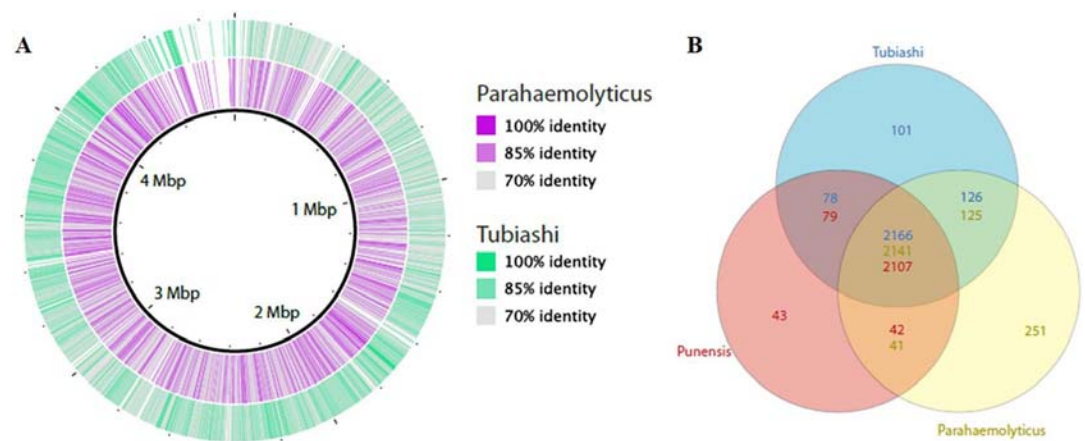 A
4 Mbp
1 Mbp
3 Mbp
2 Mbp
Parahaemolyticus
100% identity
85% identity
70% identity
Tubiashi
100% identity
85% identity
70% identity
B
Tubiashi
101
78
79
126
125
2166
2141
2107
43
42
41
251
Punensis
Parahaemolyticus